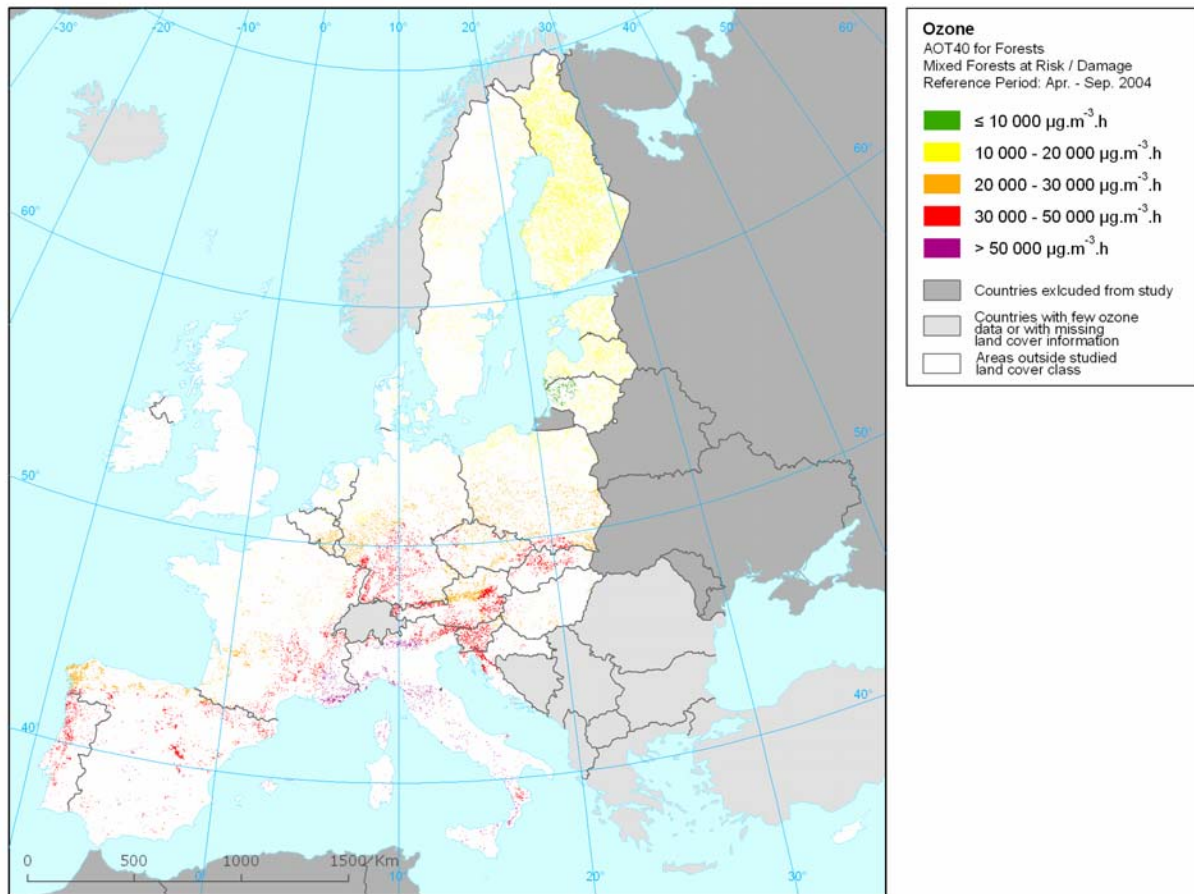 -30°
-20°
-10°
0°
10°
20°
30°
40°
50°
60°
60°
60°
50°
50°
40°
40°
0 500 1000 1500 Km
0°
10°
20°
30°
Ozone
AOT40 for Forests
Mixed Forests at Risk / Damage
Reference Period: Apr. - Sep. 2004
≤ 10 000 µg.m⁻³.h
10 000 - 20 000 µg.m⁻³.h
20 000 - 30 000 µg.m⁻³.h
30 000 - 50 000 µg.m⁻³.h
> 50 000 µg.m⁻³.h
Countries exlcuded from study
Countries with few ozone
data or with missing
land cover information
Areas outside studied
land cover class